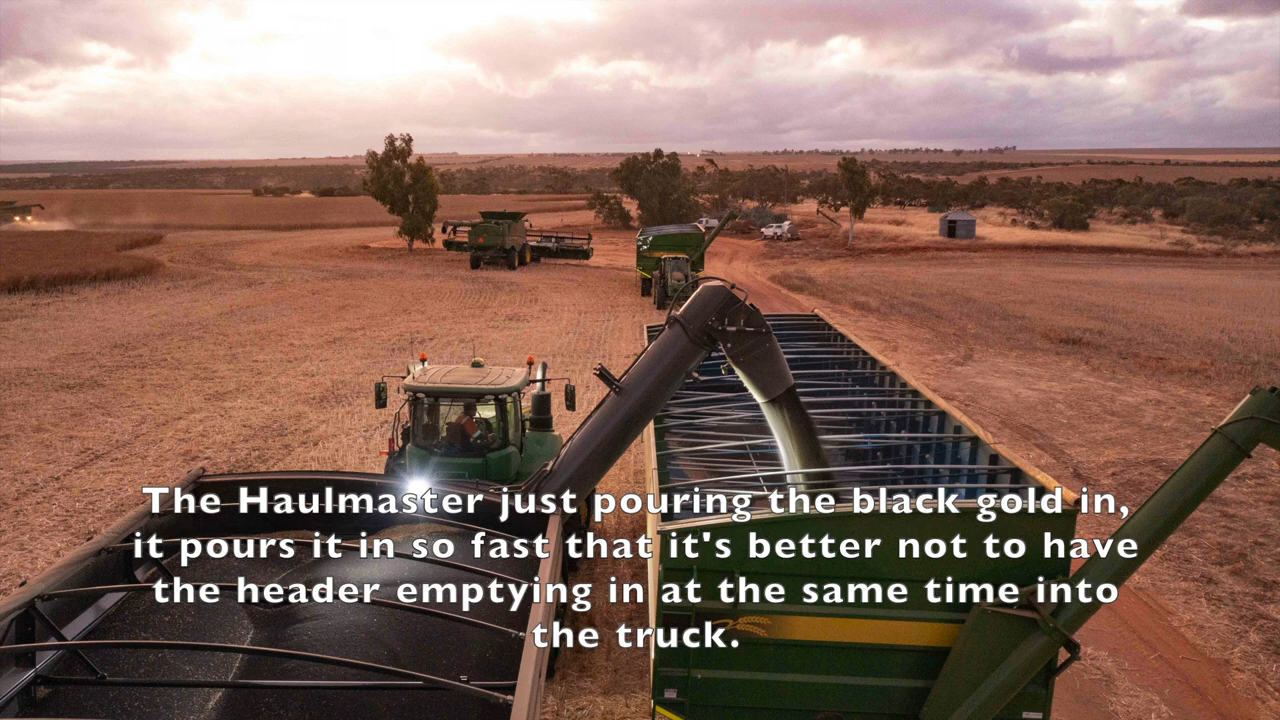 The Haulmaster just pouring the black gold in,
it pours it in so fast that it's better not to have
the header emptying in at the same time into
the truck.